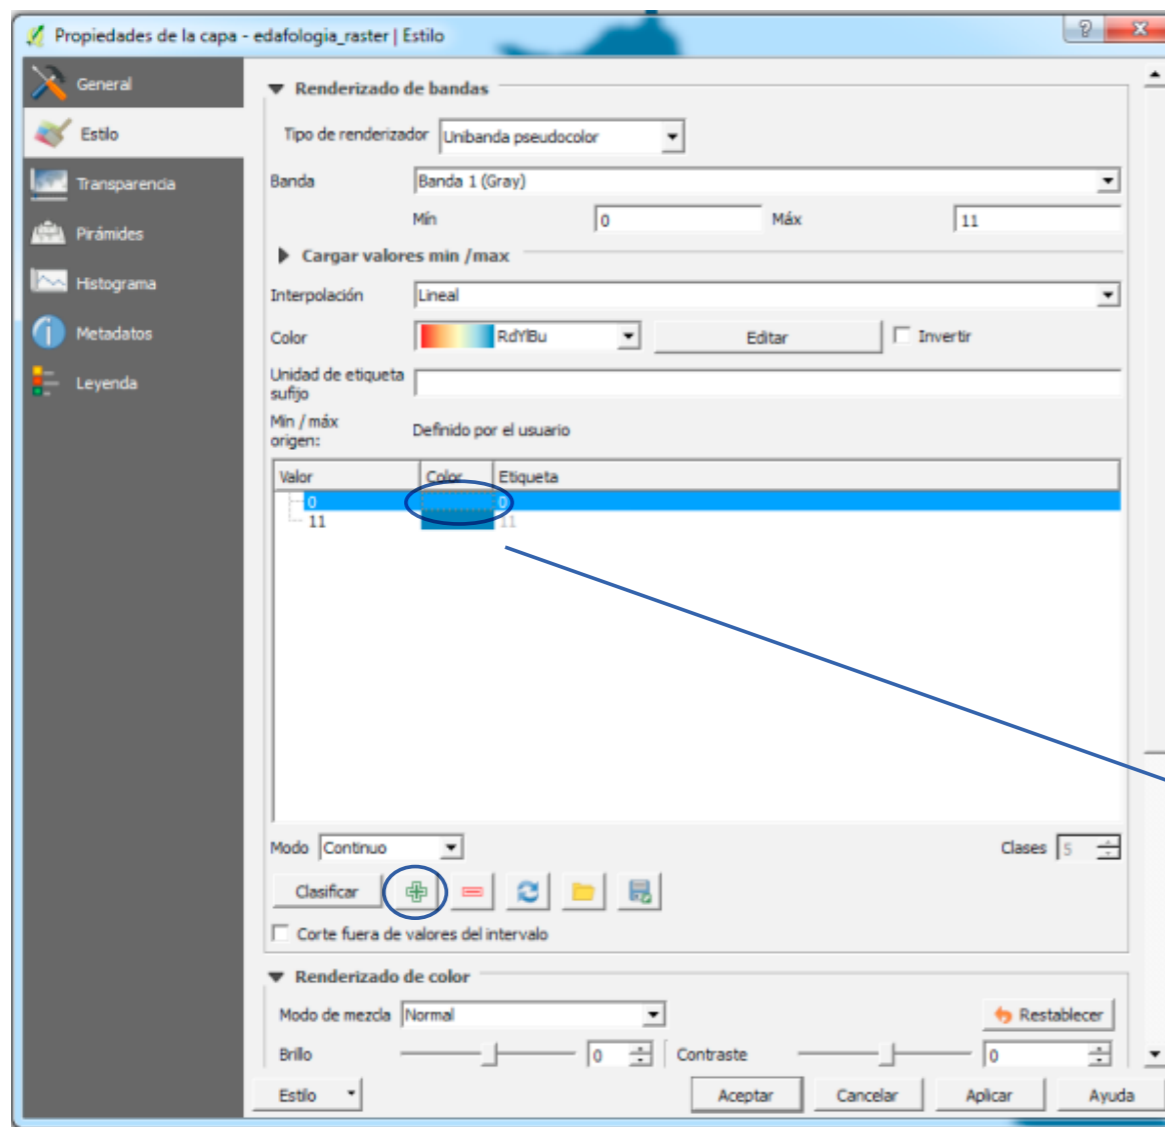 Propiedades de la capa - edafologia_raster | Estilo
General
Estilo
Transparencia
Pirámides
Histograma
Metadatos
Leyenda
Renderizado de bandas
Tipo de renderizador Unibanda pseudocolor
Banda Banda 1 (Gray)
Mín 0 Máx 11
Cargar valores min /max
Interpolación Lineal
Color RdYlBu Editar Invertir
Unidad de etiqueta
sufijo
Min / máx
origen: Definido por el usuario
Valor Color Etiqueta
0 0
11 11
Modo Continuo Clases 5
Clasificar
Corte fuera de valores del intervalo
Renderizado de color
Modo de mezcla Normal Restablecer
Brillo 0 Contraste 0
Estilo Aceptar Cancelar Aplicar Ayuda